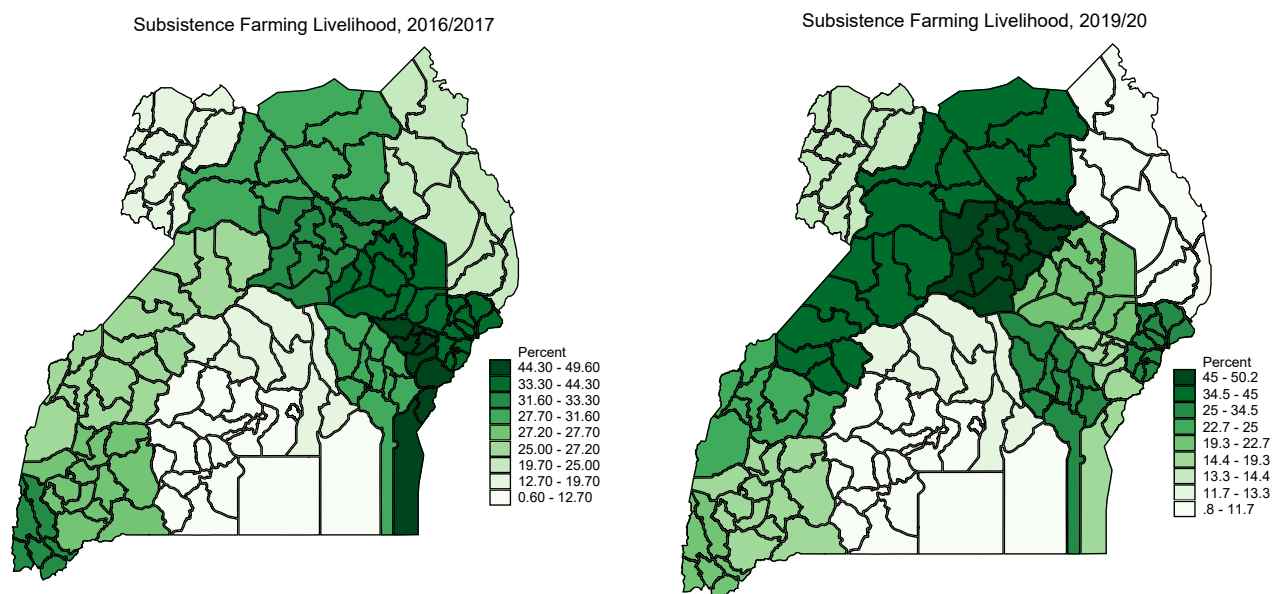 Subsistence Farming Livelihood, 2016/2017
Percent
44.30 - 49.60
33.30 - 44.30
31.60 - 33.30
27.70 - 31.60
27.20 - 27.70
25.00 - 27.20
19.70 - 25.00
12.70 - 19.70
0.60 - 12.70
Subsistence Farming Livelihood, 2019/20
Percent
45 - 50.2
34.5 - 45
25 - 34.5
22.7 - 25
19.3 - 22.7
14.4 - 19.3
13.3 - 14.4
11.7 - 13.3
.8 - 11.7